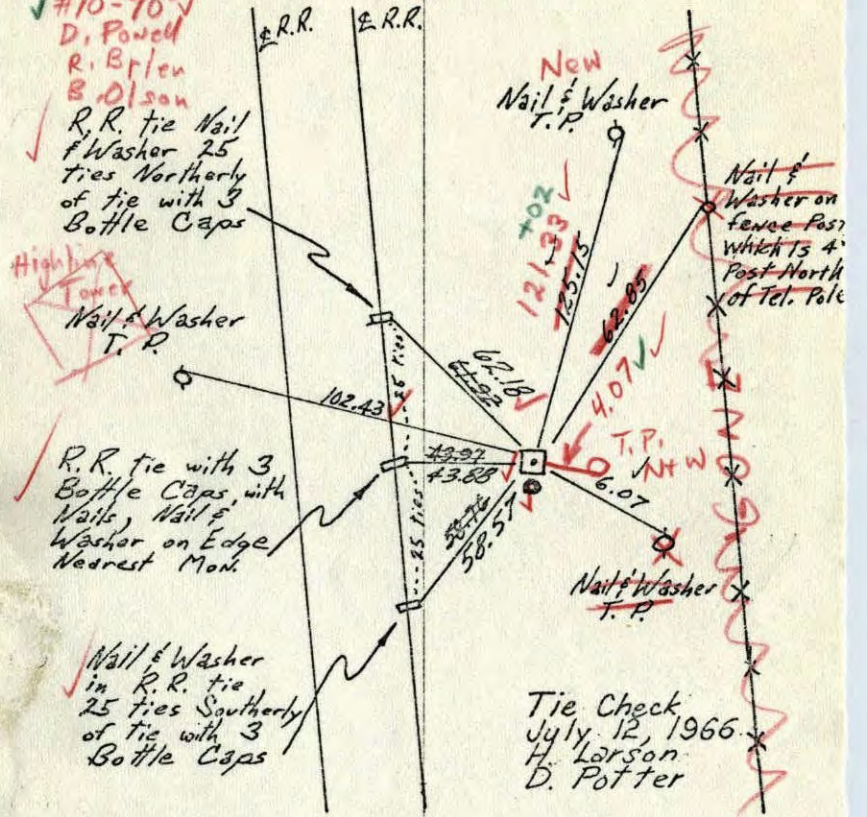 √#10-70√
D. Powell
R. Brlen
B. Olson
℄ R.R.
℄ R.R.
R.R. tie Nail
& Washer 25
ties Northerly
of tie with 3
Bottle Caps
New
Nail & Washer
T.P.
Nail &
Washer on
fence Post
which is 4
Post North
of Tel. Pole
+02
121.33
125.15
62.85
Highline
Tower
Nail & Washer
T. P.
102.43
25 ties
62.18
4.07
T.P.
N+W
43.97
43.88
6.07
R.R. tie with 3
Bottle Caps, with
Nails, Nail &
Washer on Edge
Nearest Mon.
25 ties
58.57
GONE
Nail & Washer
T. P.
Nail & Washer
in R.R. tie
25 ties Southerly
of tie with 3
Bottle Caps
Tie Check
July 12, 1966
H. Larson
D. Potter